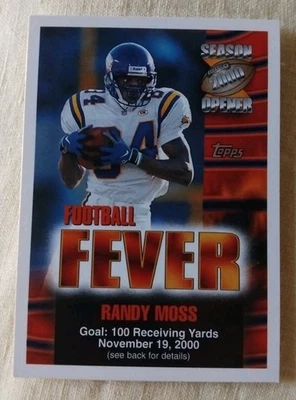 SEASON
2000
OPENER
84
Topps
FOOTBALL
FEVER
RANDY MOSS
Goal: 100 Receiving Yards
November 19, 2000
(see back for details)